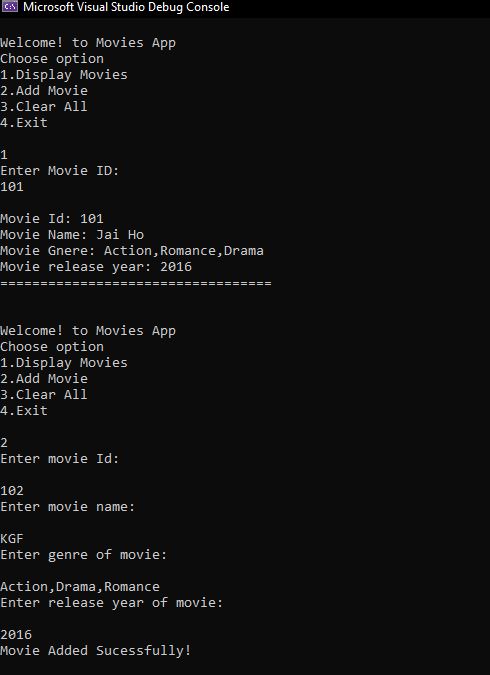 C:\ Microsoft Visual Studio Debug Console
Welcome! to Movies App
Choose option
1.Display Movies
2.Add Movie
3.Clear All
4.Exit
1
Enter Movie ID:
101
Movie Id: 101
Movie Name: Jai Ho
Movie Gnere: Action,Romance,Drama
Movie release year: 2016
==================================
Welcome! to Movies App
Choose option
1.Display Movies
2.Add Movie
3.Clear All
4.Exit
2
Enter movie Id:
102
Enter movie name:
KGF
Enter genre of movie:
Action,Drama,Romance
Enter release year of movie:
2016
Movie Added Sucessfully!